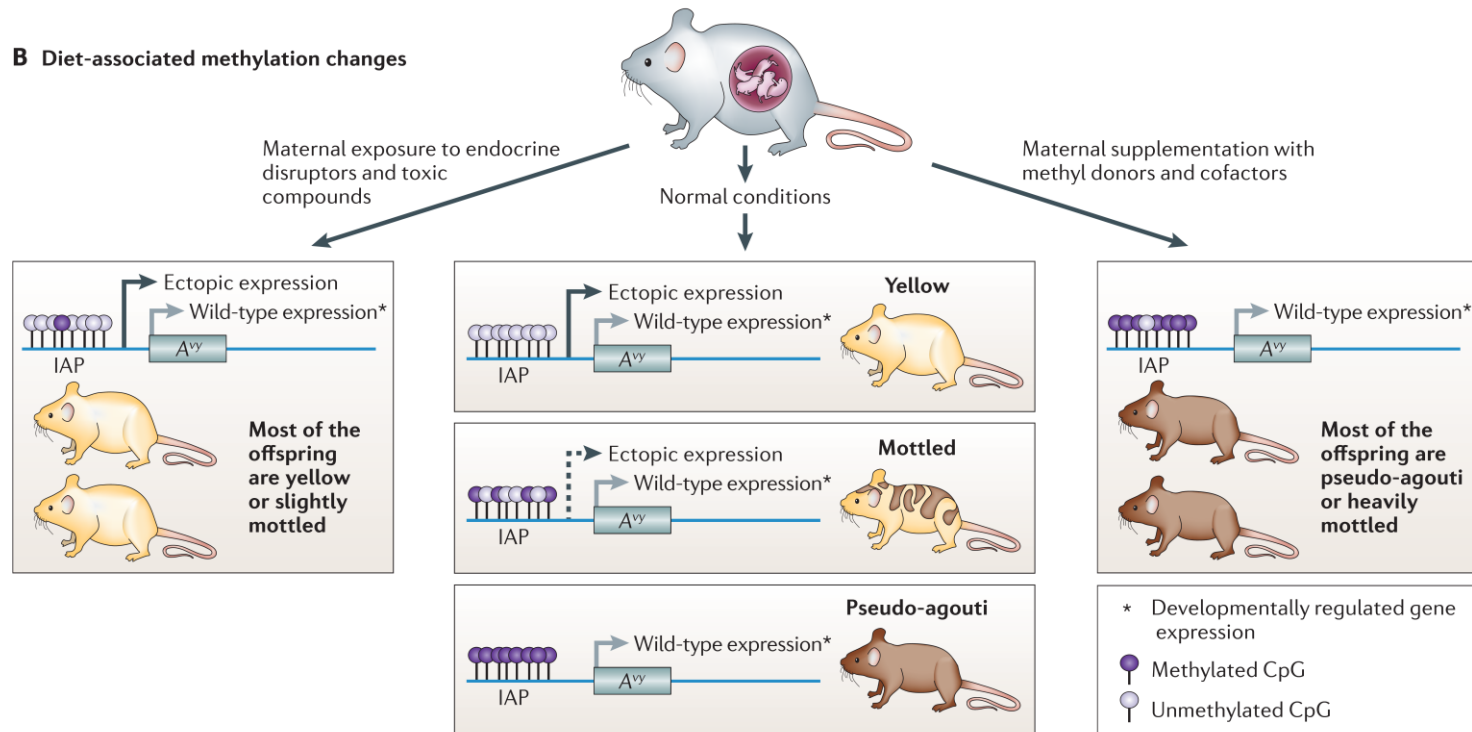 B Diet-associated methylation changes
Maternal exposure to endocrine
disruptors and toxic
compounds
Normal conditions
Maternal supplementation with
methyl donors and cofactors
Ectopic expression
Wild-type expression*
A^vy
IAP
Most of the
offspring
are yellow
or slightly
mottled
Yellow
Ectopic expression
Wild-type expression*
A^vy
IAP
Mottled
Ectopic expression
Wild-type expression*
A^vy
IAP
Pseudo-agouti
Wild-type expression*
A^vy
IAP
Wild-type expression*
A^vy
IAP
Most of the
offspring are
pseudo-agouti
or heavily
mottled
* Developmentally regulated gene
expression
Methylated CpG
Unmethylated CpG